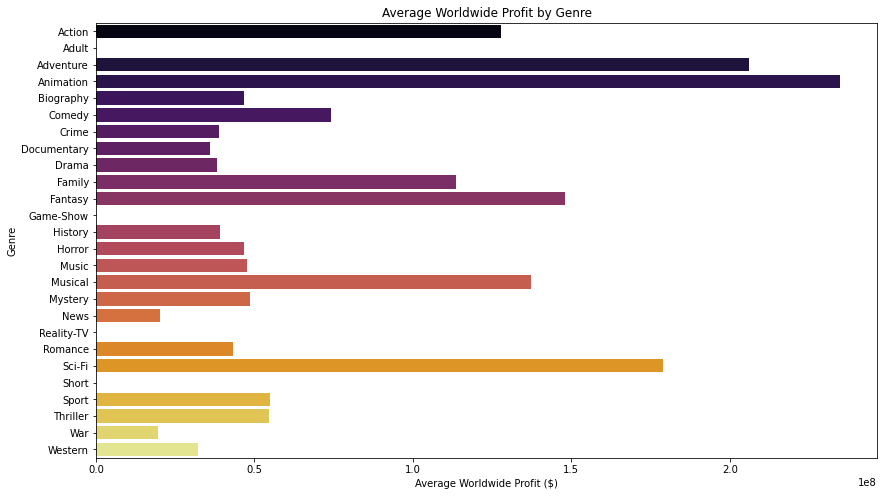 Average Worldwide Profit by Genre
Action
Adult
Adventure
Animation
Biography
Comedy
Crime
Documentary
Drama
Family
Fantasy
Game-Show
History
Horror
Music
Musical
Mystery
News
Reality-TV
Romance
Sci-Fi
Short
Sport
Thriller
War
Western
Genre
0.0 0.5 1.0 1.5 2.0
1e8
Average Worldwide Profit ($)